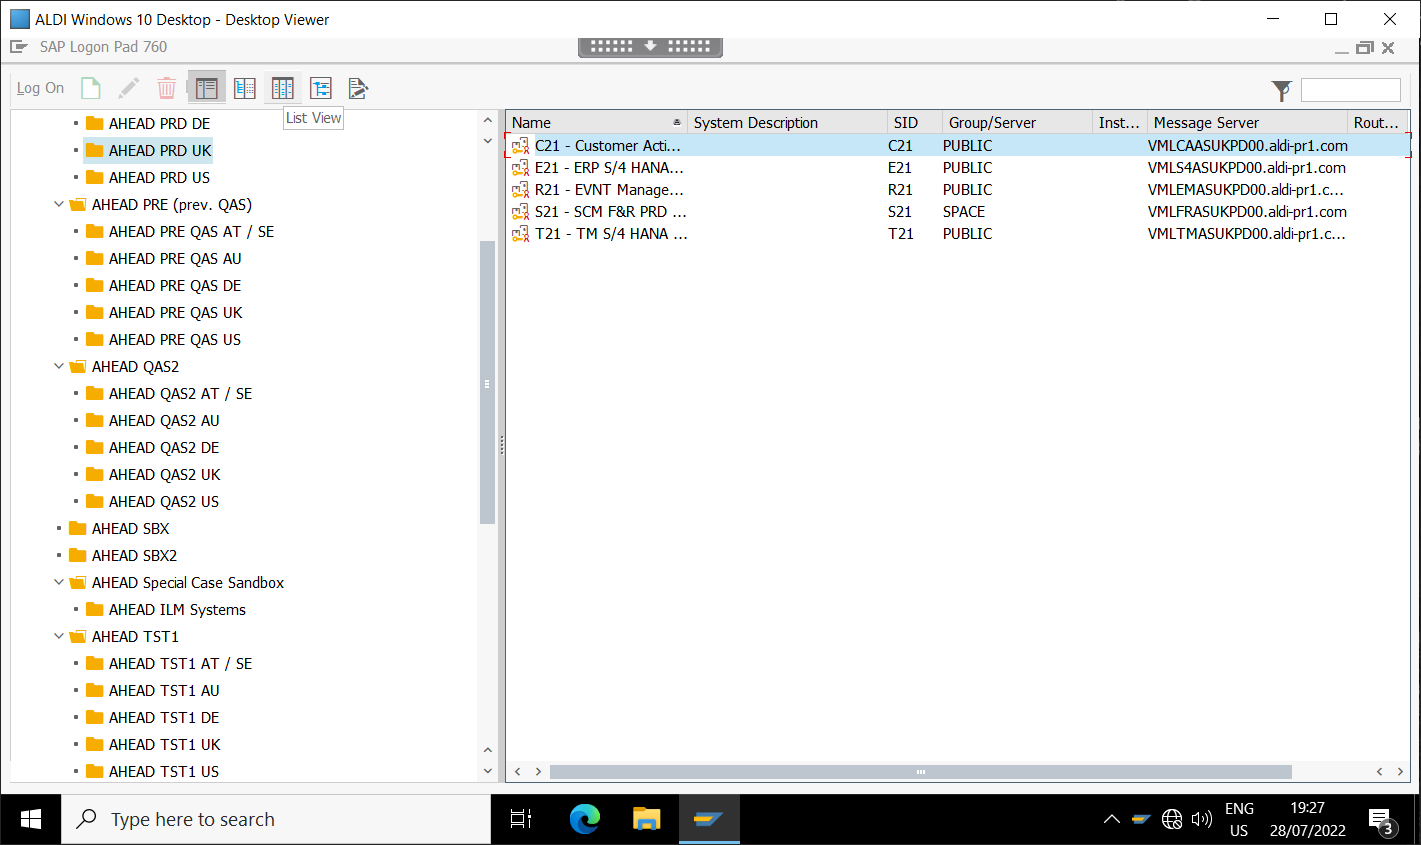 ALDI Windows 10 Desktop - Desktop Viewer
SAP Logon Pad 760
Log On
List View
AHEAD PRD DE
AHEAD PRD UK
AHEAD PRD US
AHEAD PRE (prev. QAS)
AHEAD PRE QAS AT / SE
AHEAD PRE QAS AU
AHEAD PRE QAS DE
AHEAD PRE QAS UK
AHEAD PRE QAS US
AHEAD QAS2
AHEAD QAS2 AT / SE
AHEAD QAS2 AU
AHEAD QAS2 DE
AHEAD QAS2 UK
AHEAD QAS2 US
AHEAD SBX
AHEAD SBX2
AHEAD Special Case Sandbox
AHEAD ILM Systems
AHEAD TST1
AHEAD TST1 AT / SE
AHEAD TST1 AU
AHEAD TST1 DE
AHEAD TST1 UK
AHEAD TST1 US
Name System Description SID Group/Server Inst... Message Server Rout...
C21 - Customer Acti... C21 PUBLIC VMLCAASUKPD00.aldi-pr1.com
E21 - ERP S/4 HANA... E21 PUBLIC VMLS4ASUKPD00.aldi-pr1.com
R21 - EVNT Manage... R21 PUBLIC VMLEMASUKPD00.aldi-pr1.c...
S21 - SCM F&R PRD ... S21 SPACE VMLFRASUKPD00.aldi-pr1.com
T21 - TM S/4 HANA ... T21 PUBLIC VMLTMASUKPD00.aldi-pr1.c...
Type here to search
ENG
US
19:27
28/07/2022
3